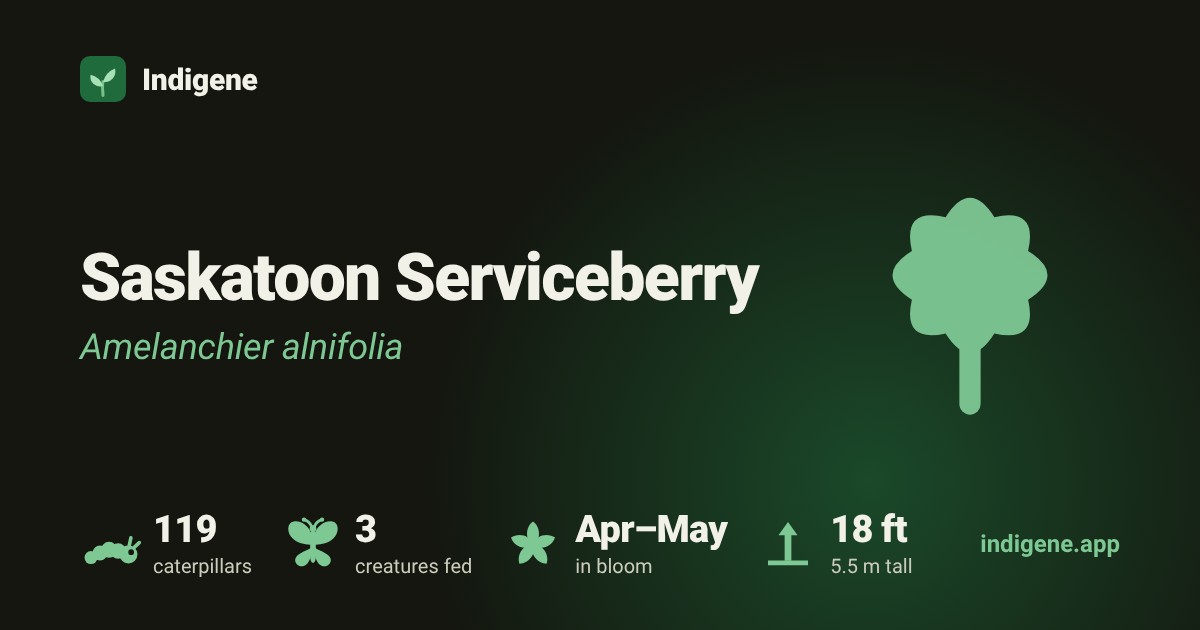 Indigene
Saskatoon Serviceberry
Amelanchier alnifolia
119
caterpillars
3
creatures fed
Apr–May
in bloom
18 ft
5.5 m tall
indigene.app